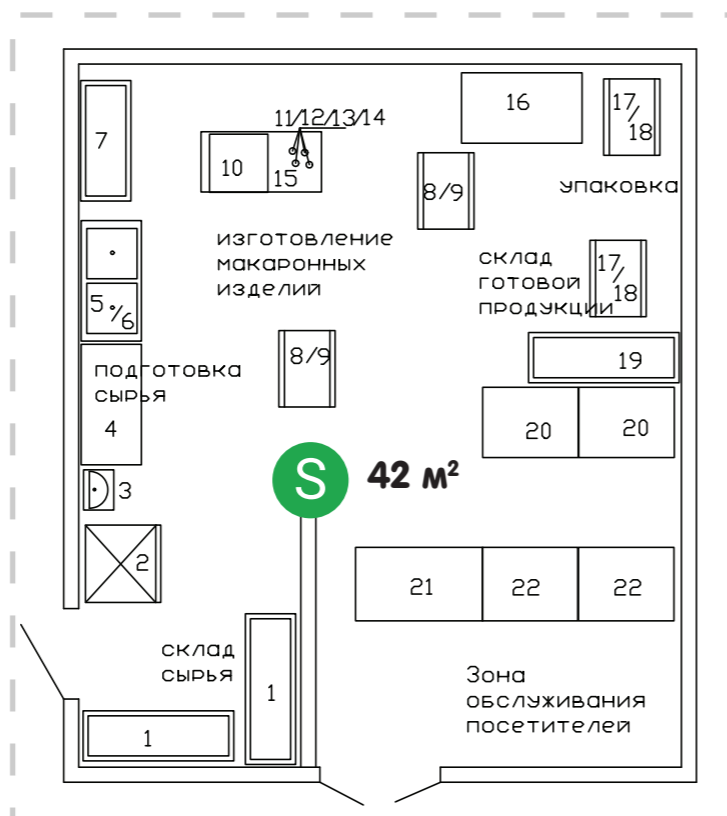 16
17/18
11/12/13/14
7
10
15
8/9
упаковка
изготовление
макаронных
изделий
склад
готовой
продукции
17/18
5/6
8/9
19
подготовка
сырья
4
20
20
S
42 м²
3
2
21
22
22
склад
сырья
1
Зона
обслуживания
посетителей
1